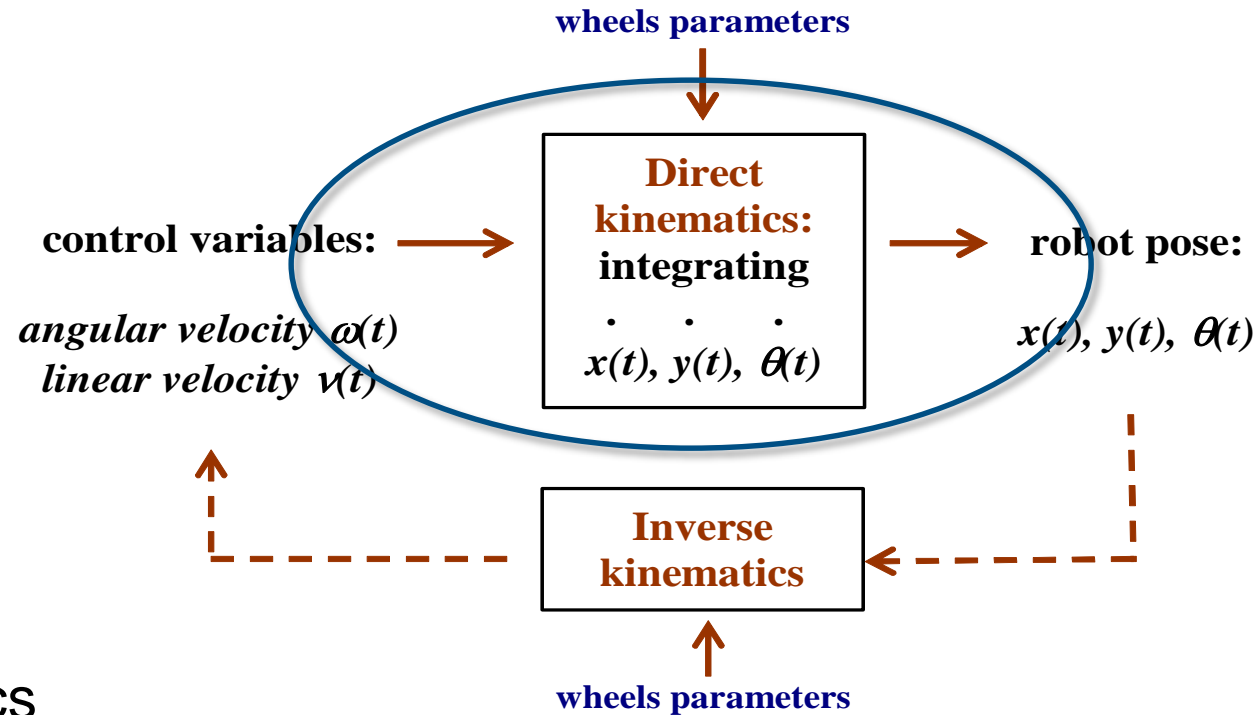 wheels parameters
Direct
kinematics:
integrating
. . .
x(t), y(t), θ(t)
control variables:
angular velocity ω(t)
linear velocity v(t)
robot pose:
x(t), y(t), θ(t)
Inverse
kinematics
wheels parameters
cs